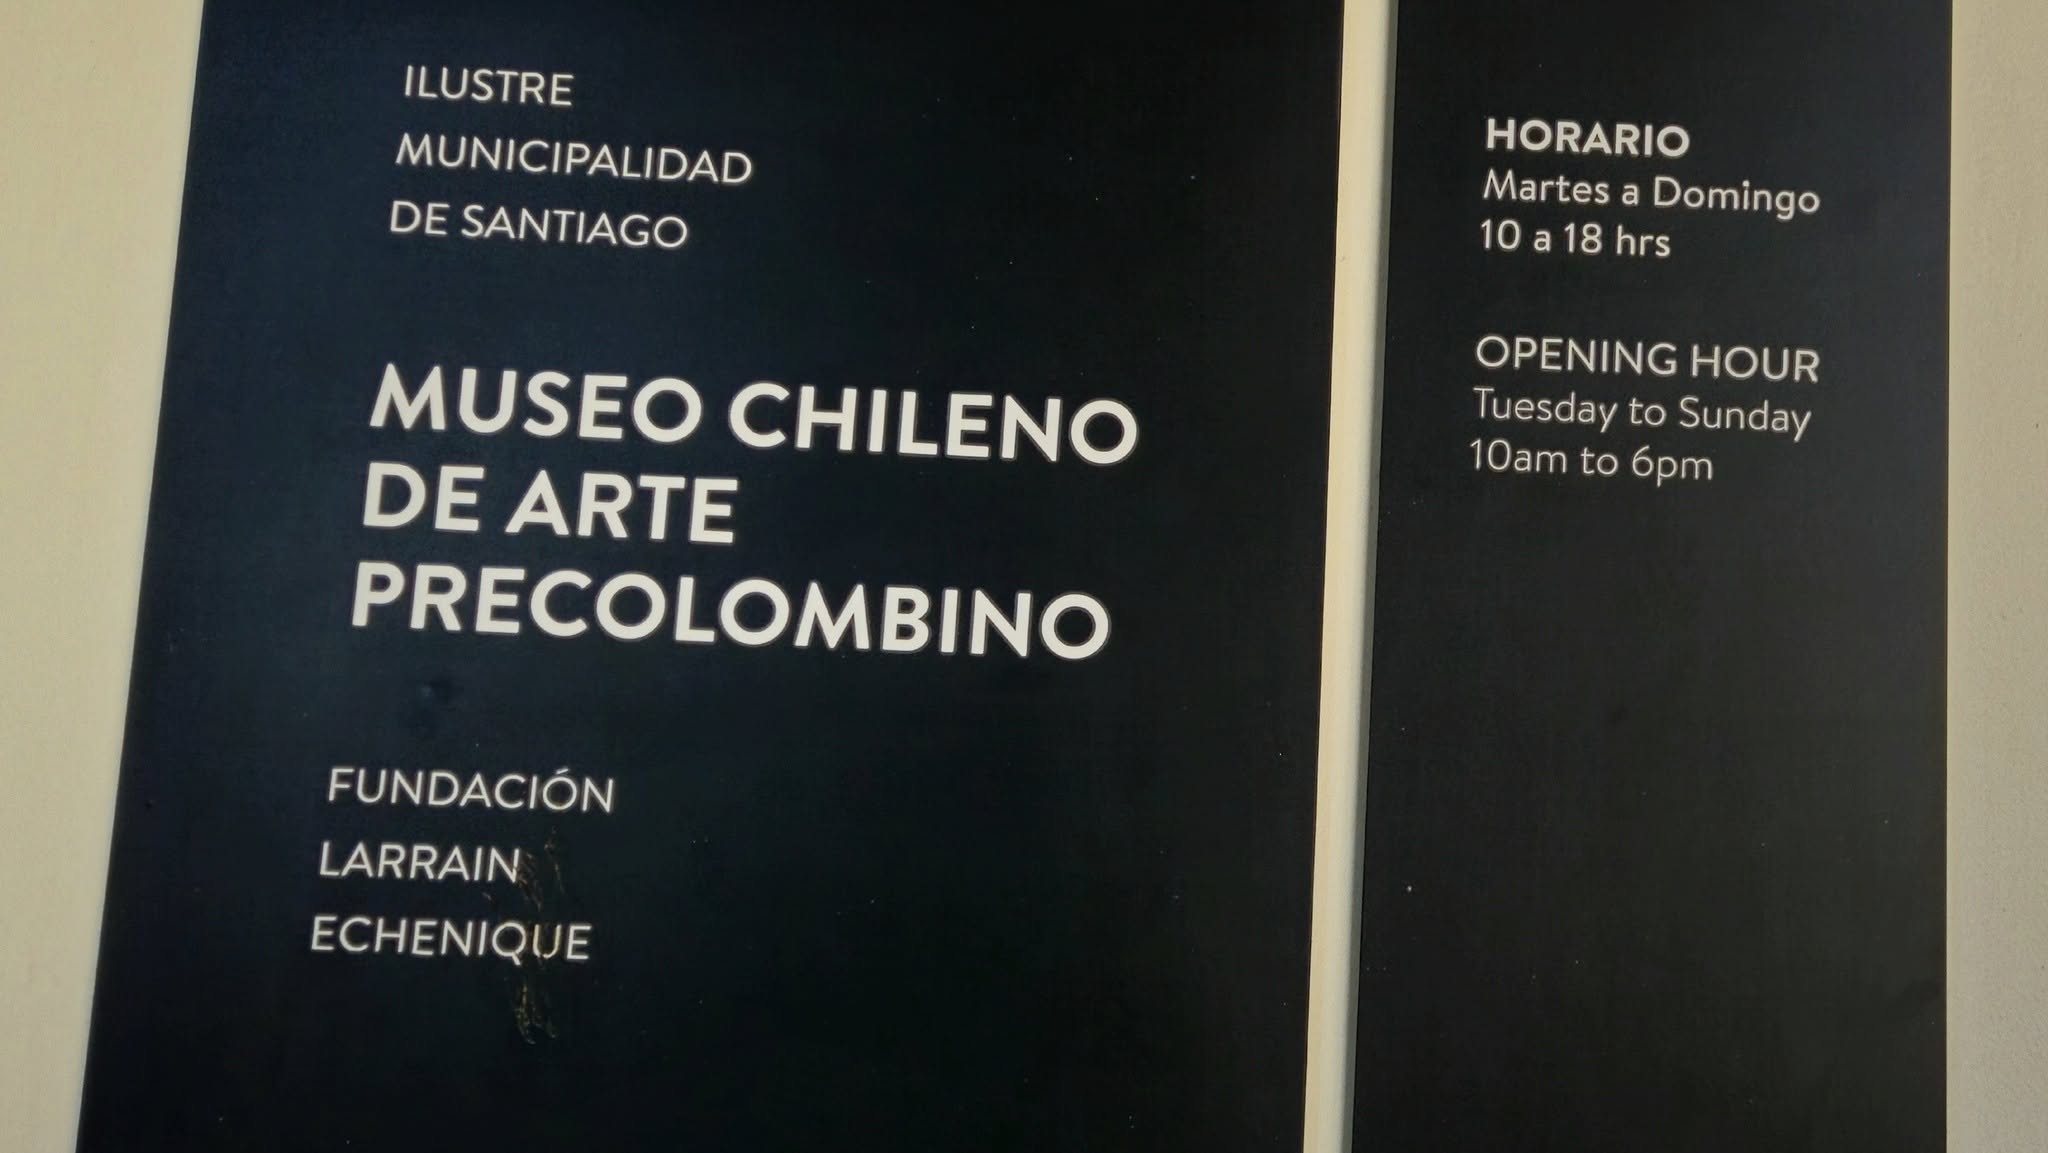 ILUSTRE
MUNICIPALIDAD
DE SANTIAGO
MUSEO CHILENO
DE ARTE
PRECOLOMBINO
FUNDACIÓN
LARRAIN
ECHENIQUE
HORARIO
Martes a Domingo
10 a 18 hrs
OPENING HOUR
Tuesday to Sunday
10am to 6pm